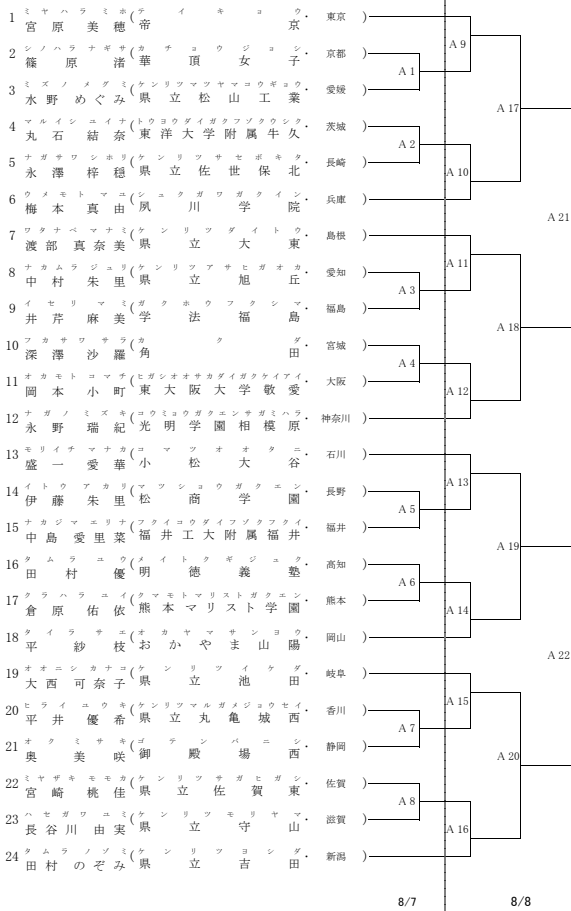 ミヤハラミホ テイキョウ
1 宮原美穂(帝京・東京)
シノハラナギサ カチョウジョシ
2 篠原渚(華頂女子・京都)
ミズノメグミ ケンリツマツヤマコウギョウ
3 水野めぐみ(県立松山工業・愛媛)
マルイシユイナ トウヨウダイガクフゾクウシク
4 丸石結奈(東洋大学附属牛久・茨城)
ナガサワシホリ ケンリツサセボキタ
5 永澤梓穏(県立佐世保北・長崎)
ウメモトマユ シュクガワガクイン
6 梅本真由(夙川学院・兵庫)
ワタナベマナミ ケンリツダイトウ
7 渡部真奈美(県立大東・島根)
ナカムラジュリ ケンリツアサヒガオカ
8 中村朱里(県立旭丘・愛知)
イセリマミ ガクホウフクシマ
9 井芹麻美(学法福島・福島)
フカサワサラ カクダ
10 深澤沙羅(角田・宮城)
オカモトコマチ ヒガシオオサカダイガクケイアイ
11 岡本小町(東大阪大学敬愛・大阪)
ナガノミズキ コウミョウガクエンサガミハラ
12 永野瑞紀(光明学園相模原・神奈川)
モリイチマナカ コマツオオタニ
13 盛一愛華(小松大谷・石川)
イトウアカリ マツショウガクエン
14 伊藤朱里(松商学園・長野)
ナカジマエリナ フクイコウダイフゾクフクイ
15 中島愛里菜(福井工大附属福井・福井)
タムラユウ メイトクギジュク
16 田村優(明徳義塾・高知)
クラハラユイ クマモトマリストガクエン
17 倉原佑依(熊本マリスト学園・熊本)
タイラサエ オカヤマサンヨウ
18 平紗枝(おかやま山陽・岡山)
オオニシカナコ ケンリツイケダ
19 大西可奈子(県立池田・岐阜)
ヒライユウキ ケンリツマルガメジョウセイ
20 平井優希(県立丸亀城西・香川)
オクミサキ ゴテンバニシ
21 奥美咲(御殿場西・静岡)
ミヤザキモモカ ケンリツサガヒガシ
22 宮崎桃佳(県立佐賀東・佐賀)
ハセガワユミ ケンリツモリヤマ
23 長谷川由実(県立守山・滋賀)
タムラノゾミ ケンリツヨシダ
24 田村のぞみ(県立吉田・新潟)
A 1
A 2
A 3
A 4
A 5
A 6
A 7
A 8
A 9
A 10
A 11
A 12
A 13
A 14
A 15
A 16
A 17
A 18
A 19
A 20
A 21
A 22
8/7
8/8